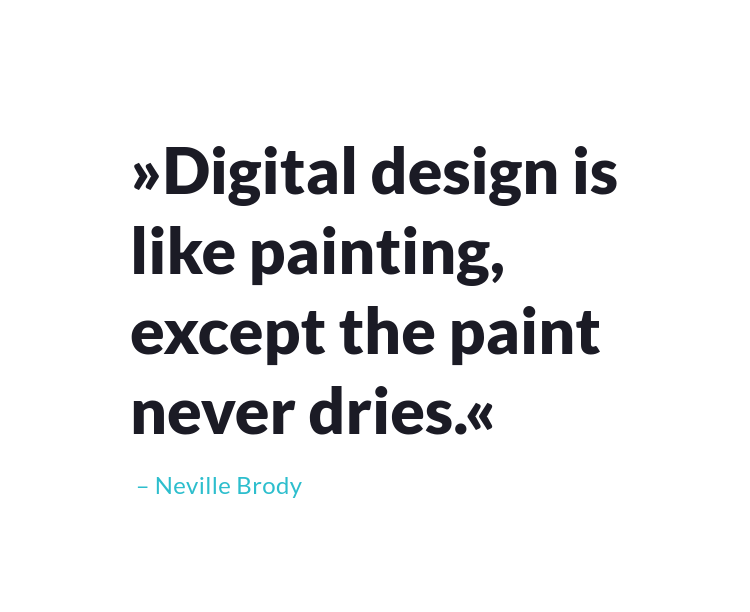 »Digital design is
like painting,
except the paint
never dries.«
– Neville Brody